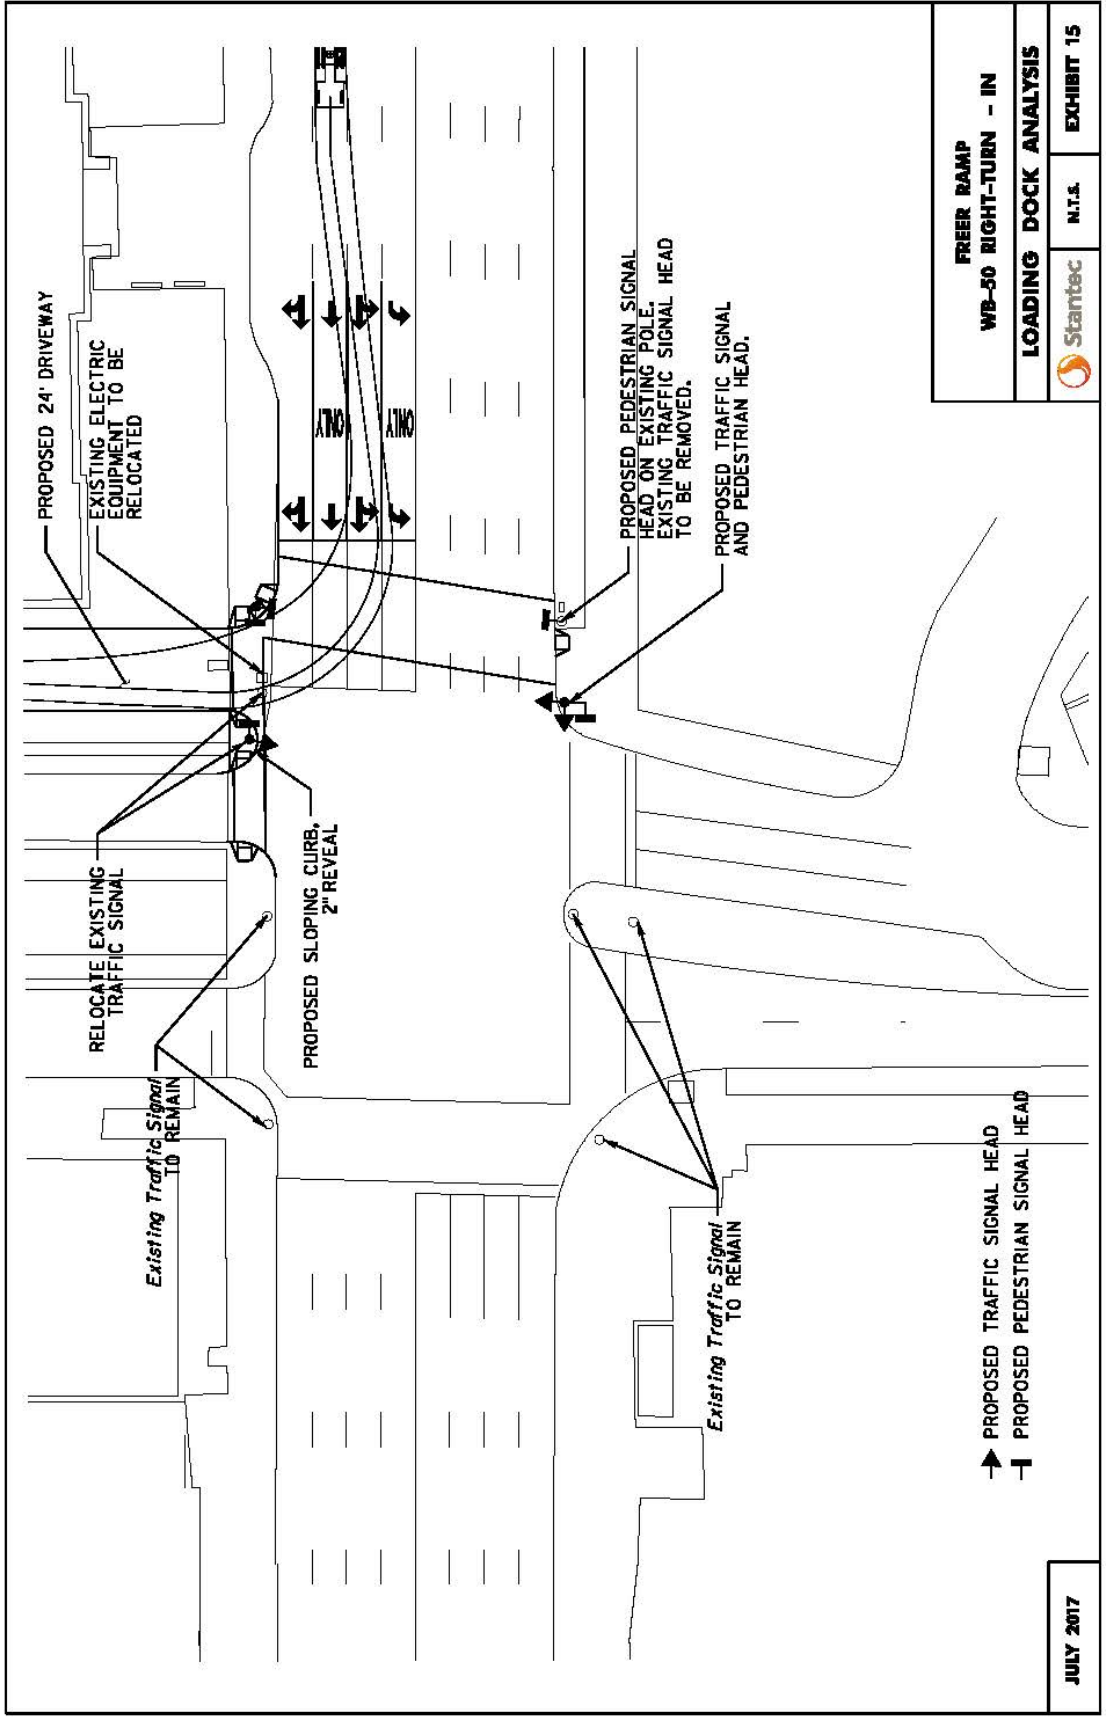 PROPOSED 24' DRIVEWAY
EXISTING ELECTRIC
EQUIPMENT TO BE
RELOCATED
RELOCATE EXISTING
TRAFFIC SIGNAL
PROPOSED SLOPING CURB,
2" REVEAL
Existing Traffic Signal
TO REMAIN
ONLY
ONLY
PROPOSED PEDESTRIAN SIGNAL
HEAD ON EXISTING POLE.
EXISTING TRAFFIC SIGNAL HEAD
TO BE REMOVED.
PROPOSED TRAFFIC SIGNAL
AND PEDESTRIAN HEAD.
Existing Traffic Signal
TO REMAIN
PROPOSED TRAFFIC SIGNAL HEAD
PROPOSED PEDESTRIAN SIGNAL HEAD
JULY 2017
FREER RAMP
WB-50 RIGHT-TURN - IN
LOADING DOCK ANALYSIS
Stantec
N.T.S.
EXHIBIT 15